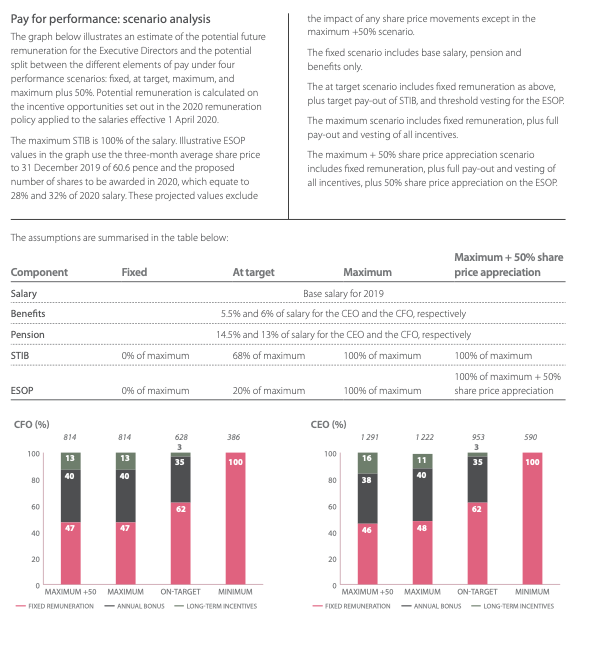 Pay for performance: scenario analysis
The graph below illustrates an estimate of the potential future
remuneration for the Executive Directors and the potential
split between the different elements of pay under four
performance scenarios: fixed, at target, maximum, and
maximum plus 50%. Potential remuneration is calculated on
the incentive opportunities set out in the 2020 remuneration
policy applied to the salaries effective 1 April 2020.
The maximum STIB is 100% of the salary. Illustrative ESOP
values in the graph use the three-month average share price
to 31 December 2019 of 60.6 pence and the proposed
number of shares to be awarded in 2020, which equate to
28% and 32% of 2020 salary. These projected values exclude
the impact of any share price movements except in the
maximum +50% scenario.
The fixed scenario includes base salary, pension and
benefits only.
The at target scenario includes fixed remuneration as above,
plus target pay-out of STIB, and threshold vesting for the ESOP.
The maximum scenario includes fixed remuneration, plus full
pay-out and vesting of all incentives.
The maximum + 50% share price appreciation scenario
includes fixed remuneration, plus full pay-out and vesting of
all incentives, plus 50% share price appreciation on the ESOP.
The assumptions are summarised in the table below:
Maximum + 50% share
Component Fixed At target Maximum price appreciation
Salary Base salary for 2019
Benefits 5.5% and 6% of salary for the CEO and the CFO, respectively
Pension 14.5% and 13% of salary for the CEO and the CFO, respectively
STIB 0% of maximum 68% of maximum 100% of maximum 100% of maximum
100% of maximum + 50%
ESOP 0% of maximum 20% of maximum 100% of maximum share price appreciation
CFO (%)
814 814 628 386
3
100 13 13 35 100
80 40 40
60 62
47 47
40
20
0
MAXIMUM +50 MAXIMUM ON-TARGET MINIMUM
FIXED REMUNERATION ANNUAL BONUS LONG-TERM INCENTIVES
CEO (%)
1 291 1 222 953 590
3
100 16 11 35 100
80 38 40
60 62
46 48
40
20
0
MAXIMUM +50 MAXIMUM ON-TARGET MINIMUM
FIXED REMUNERATION ANNUAL BONUS LONG-TERM INCENTIVES